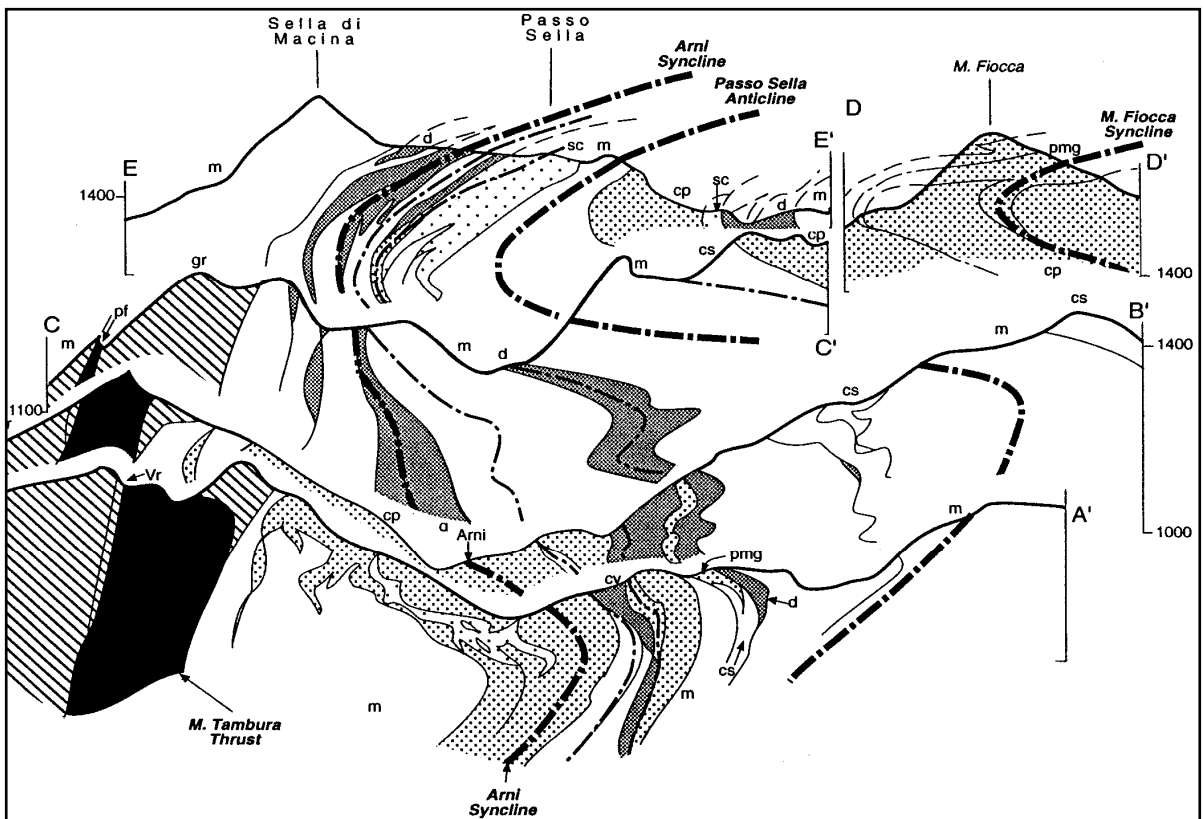 Sella di
Macina
Passo
Sella
Arni
Syncline
Passo Sella
Anticline
M. Fiocca
M. Fiocca
Syncline
D
D'
E
E'
1400
m
d
sc
m
cp
sc
d
m
pmg
cp
1400
cs
cp
m
C'
gr
C
pf
m
1100
m
d
cs
m
cs
B'
1400
Vr
cp
a
Arni
cv
pmg
d
cs
m
m
A'
1000
m
M. Tambura
Thrust
Arni
Syncline